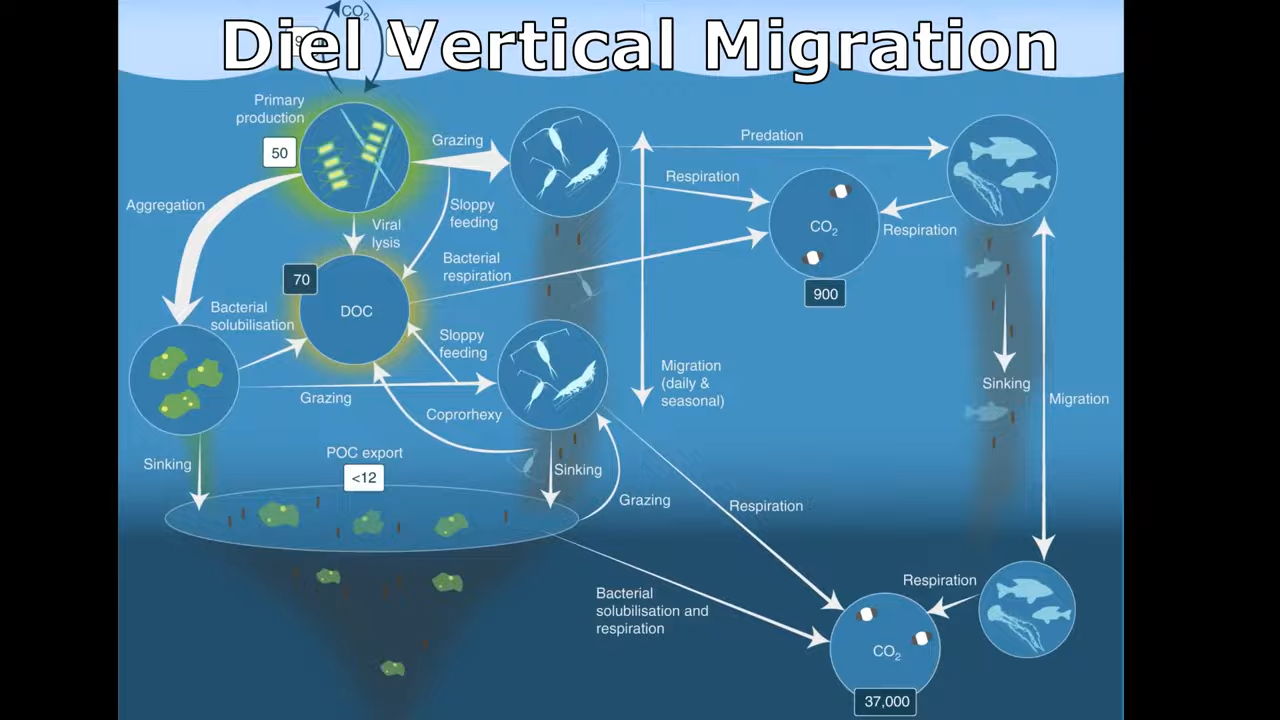 Diel Vertical Migration
CO₂
Primary
production
50
Grazing
Predation
Respiration
Aggregation
Sloppy
feeding
Viral
lysis
CO₂
Respiration
Bacterial
respiration
70
900
DOC
Bacterial
solubilisation
Sloppy
feeding
Migration
(daily &
seasonal)
Sinking
Migration
Grazing
Coprorhexy
POC export
<12
Sinking
Sinking
Grazing
Respiration
Respiration
Bacterial
solubilisation and
respiration
CO₂
37,000